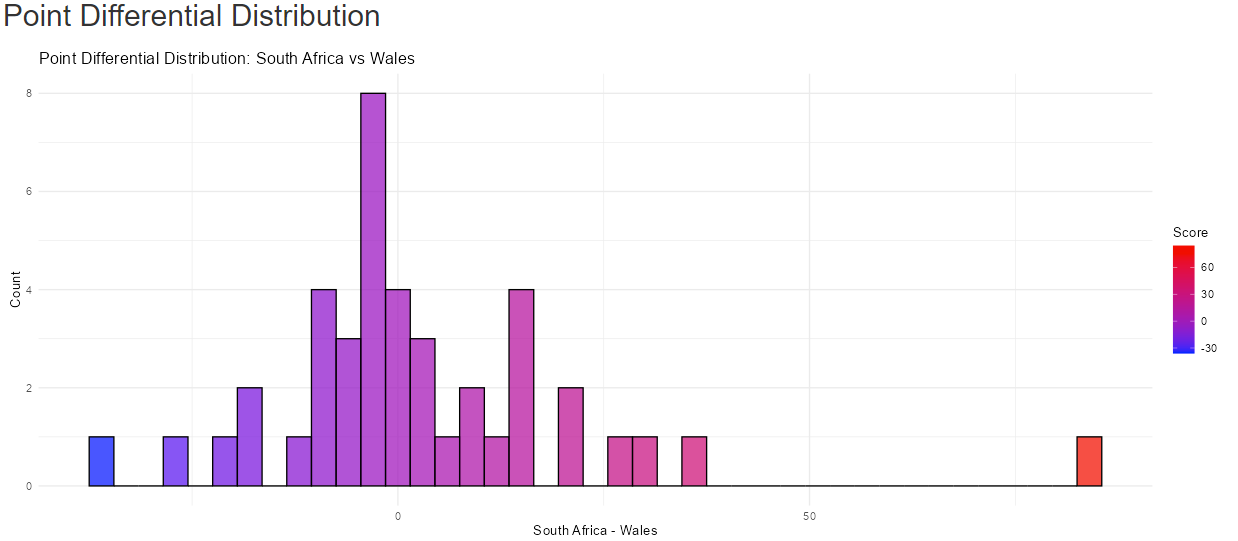 Point Differential Distribution
Point Differential Distribution: South Africa vs Wales
8
6
4
2
0
Count
0
50
South Africa - Wales
Score
60
30
0
-30